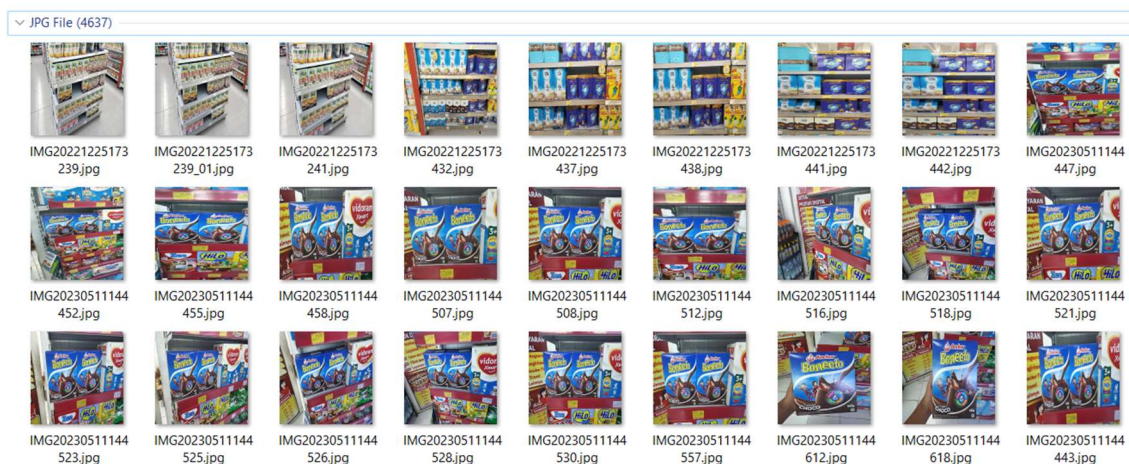 JPG File (4637)
IMG20221225173
239.jpg
IMG20221225173
239_01.jpg
IMG20221225173
241.jpg
IMG20221225173
432.jpg
IMG20221225173
437.jpg
IMG20221225173
438.jpg
IMG20221225173
441.jpg
IMG20221225173
442.jpg
IMG20230511144
447.jpg
IMG20230511144
452.jpg
IMG20230511144
455.jpg
IMG20230511144
458.jpg
IMG20230511144
507.jpg
IMG20230511144
508.jpg
IMG20230511144
512.jpg
IMG20230511144
516.jpg
IMG20230511144
518.jpg
IMG20230511144
521.jpg
IMG20230511144
523.jpg
IMG20230511144
525.jpg
IMG20230511144
526.jpg
IMG20230511144
528.jpg
IMG20230511144
530.jpg
IMG20230511144
557.jpg
Boneeto
CHOCO
IMG20230511144
612.jpg
Boneeto
CHOCO
IMG20230511144
618.jpg
IMG20230511144
443.jpg